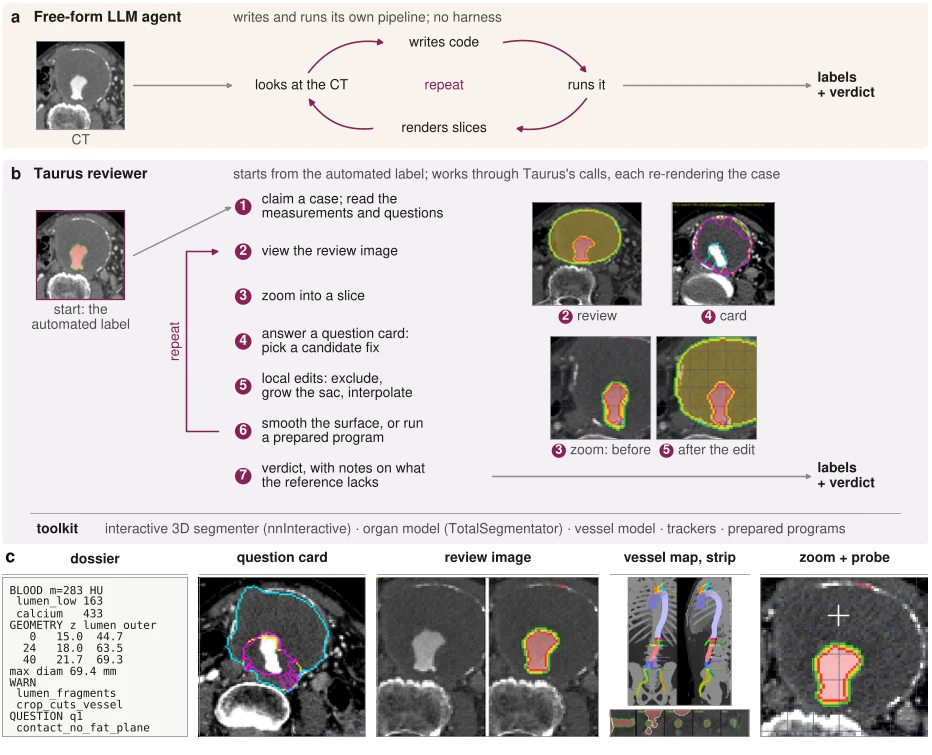 a Free-form LLM agent writes and runs its own pipeline; no harness
writes code
looks at the CT
repeat
runs it
labels
+ verdict
renders slices
CT
b Taurus reviewer starts from the automated label; works through Taurus's calls, each re-rendering the case
1 claim a case; read the
measurements and questions
2 view the review image
3 zoom into a slice
4 answer a question card:
pick a candidate fix
5 local edits: exclude,
grow the sac, interpolate
6 smooth the surface, or run
a prepared program
7 verdict, with notes on what
the reference lacks
start: the
automated label
repeat
2 review
4 card
3 zoom: before
5 after the edit
labels
+ verdict
toolkit interactive 3D segmenter (nnInteractive) · organ model (TotalSegmentator) · vessel model · trackers · prepared programs
c dossier question card review image vessel map, strip zoom + probe
BLOOD m=283 HU
lumen_low 163
calcium 433
GEOMETRY z lumen outer
0 15.0 44.7
24 18.0 63.5
40 21.7 69.3
max diam 69.4 mm
WARN
lumen_fragments
crop_cuts_vessel
QUESTION q1
contact_no_fat_plane